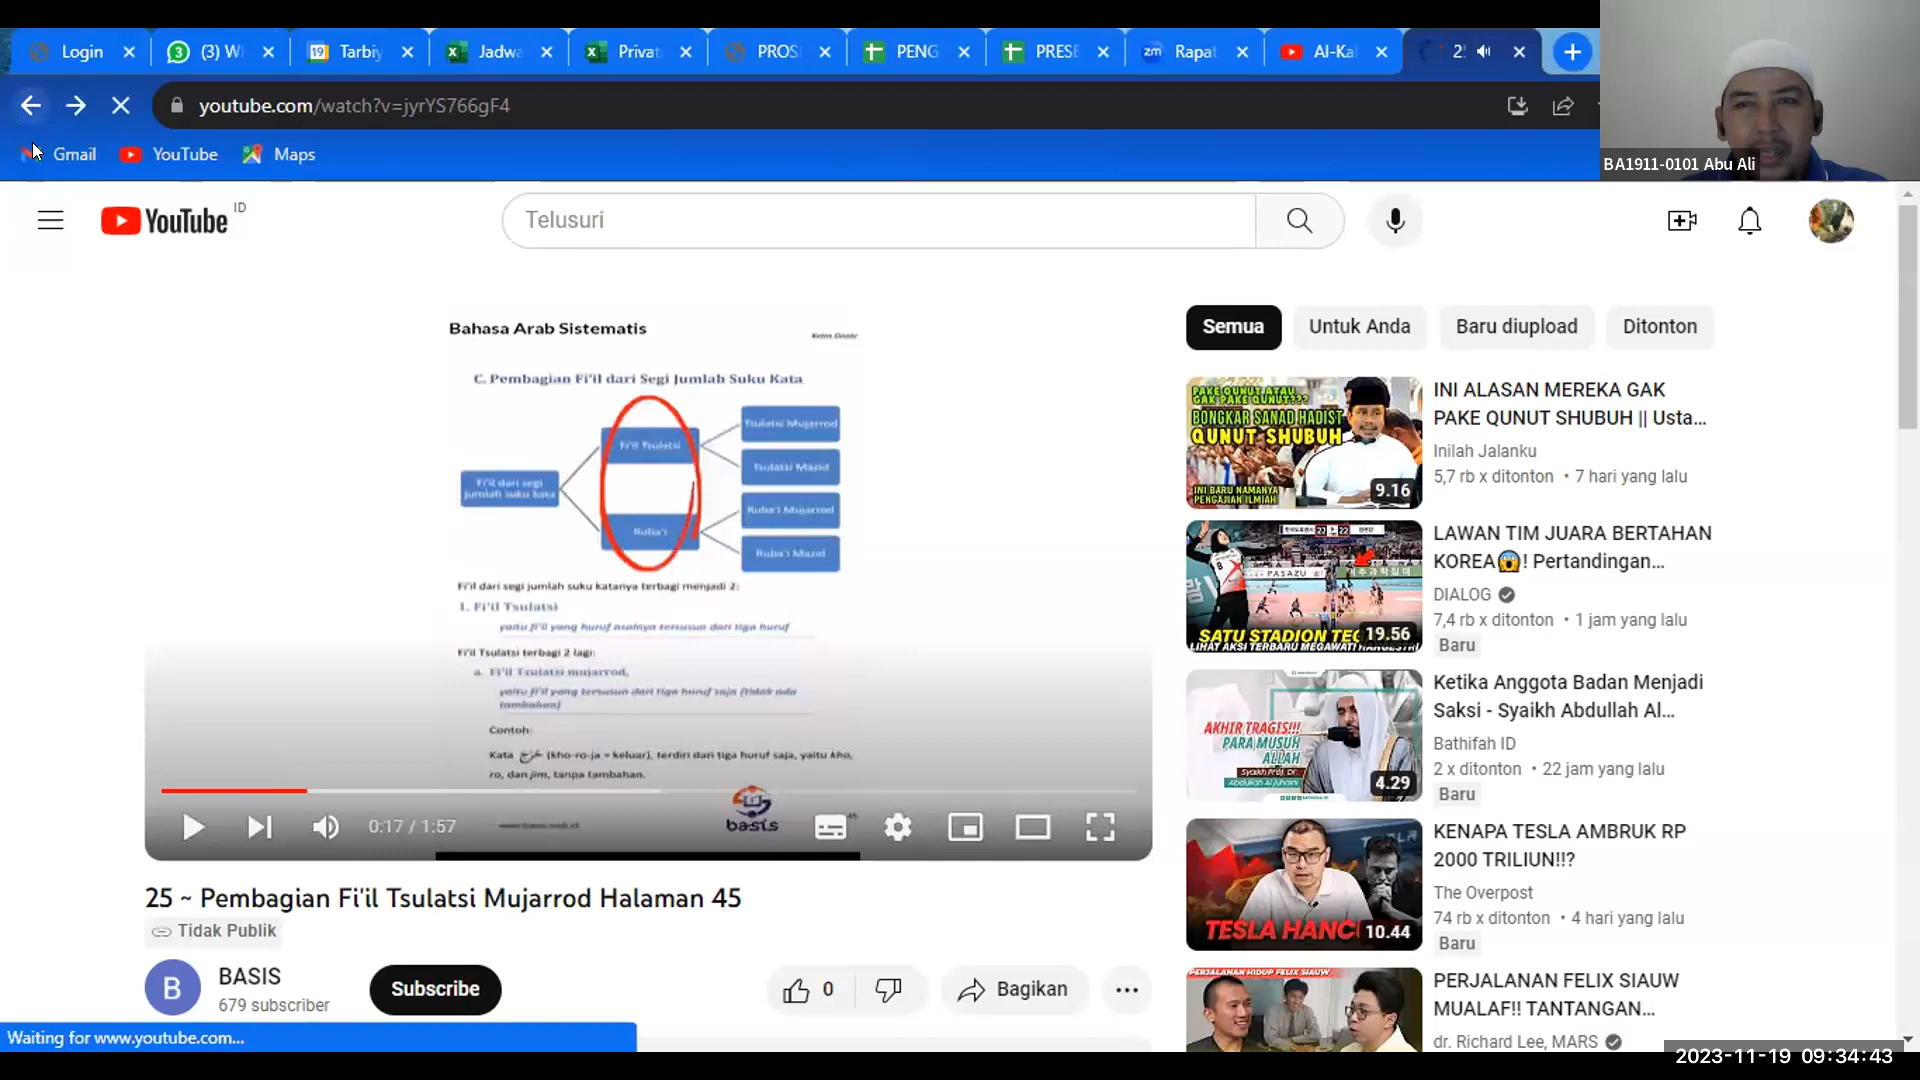 Login
(3) W
Tarbiy
Jadwa
Privat
PROS
PENG
PRESE
Rapat
Al-Kal
youtube.com/watch?v=jyrYS766gF4
Gmail
YouTube
Maps
BA1911-0101 Abu Ali
YouTube ID
Telusuri
Bahasa Arab Sistematis
Kelas Dasar
C. Pembagian Fi'il dari Segi Jumlah Suku Kata
Fi'il dari segi
jumlah suku kata
Fi'il Tsulatsi
Ruba'i
Tsulatsi Mujarrod
Tsulatsi Mazid
Ruba'i Mujarrod
Ruba'i Mazid
Fi'il dari segi jumlah suku katanya terbagi menjadi 2:
1. Fi'il Tsulatsi
yaitu fi'il yang huruf asalnya tersusun dari tiga huruf
Fi'il Tsulatsi terbagi 2 lagi:
a. Fi'il Tsulatsi mujarrod,
yaitu fi'il yang tersusun dari tiga huruf saja (tidak ada
tambahan)
Contoh:
Kata خَرَجَ (kho-ro-ja = keluar), terdiri dari tiga huruf saja, yaitu kho,
ro, dan jim, tanpa tambahan.
basis
0:17 / 1:57
25 ~ Pembagian Fi'il Tsulatsi Mujarrod Halaman 45
Tidak Publik
B
BASIS
679 subscriber
Subscribe
0
Bagikan
Semua
Untuk Anda
Baru diupload
Ditonton
PAKE QUNUT ATAU
GAK PAKE QUNUT???
BONGKAR SANAD HADIST
QUNUT SHUBUH
INI BARU NAMANYA
PENGAJIAN ILMIAH
9.16
INI ALASAN MEREKA GAK
PAKE QUNUT SHUBUH || Usta...
Inilah Jalanku
5,7 rb x ditonton • 7 hari yang lalu
PASAZU
SATU STADION TEG
LIHAT AKSI TERBARU MEGAWATI HANGESTRI
19.56
LAWAN TIM JUARA BERTAHAN
KOREA😱! Pertandingan...
DIALOG
7,4 rb x ditonton • 1 jam yang lalu
Baru
AKHIR TRAGIS!!!
PARA MUSUH
ALLAH
Syaikh Prof. Dr.
Abdullah Al Juhaini
4.29
Ketika Anggota Badan Menjadi
Saksi - Syaikh Abdullah Al...
Bathifah ID
2 x ditonton • 22 jam yang lalu
Baru
TESLA HANC
10.44
KENAPA TESLA AMBRUK RP
2000 TRILIUN!!?
The Overpost
74 rb x ditonton • 4 hari yang lalu
Baru
PERJALANAN HIDUP FELIX SIAUW
PERJALANAN FELIX SIAUW
MUALAF!! TANTANGAN...
dr. Richard Lee, MARS
Waiting for www.youtube.com...
2023-11-19 09:34:43